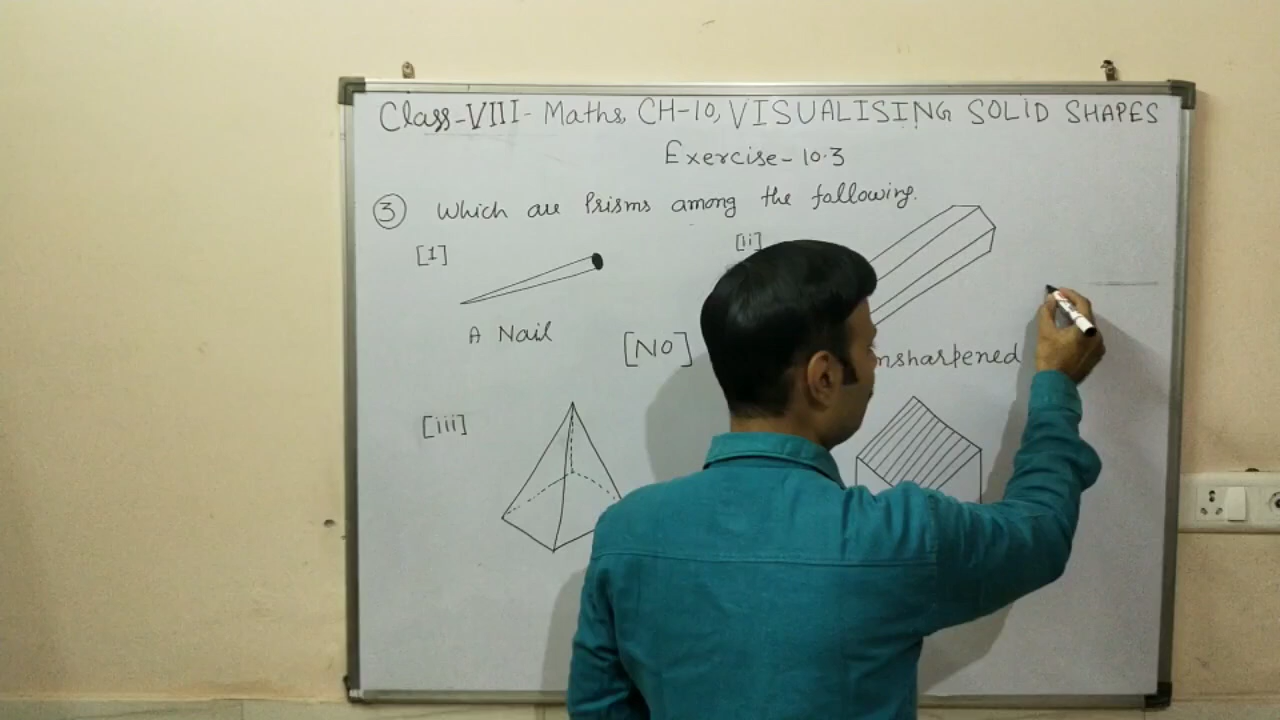 Class-VIII- Maths, CH-10, VISUALISING SOLID SHAPES
Exercise-10.3
③ Which are Prisms among the following.
[1]
[ii]
A Nail
[NO]
nsharpened
[iii]